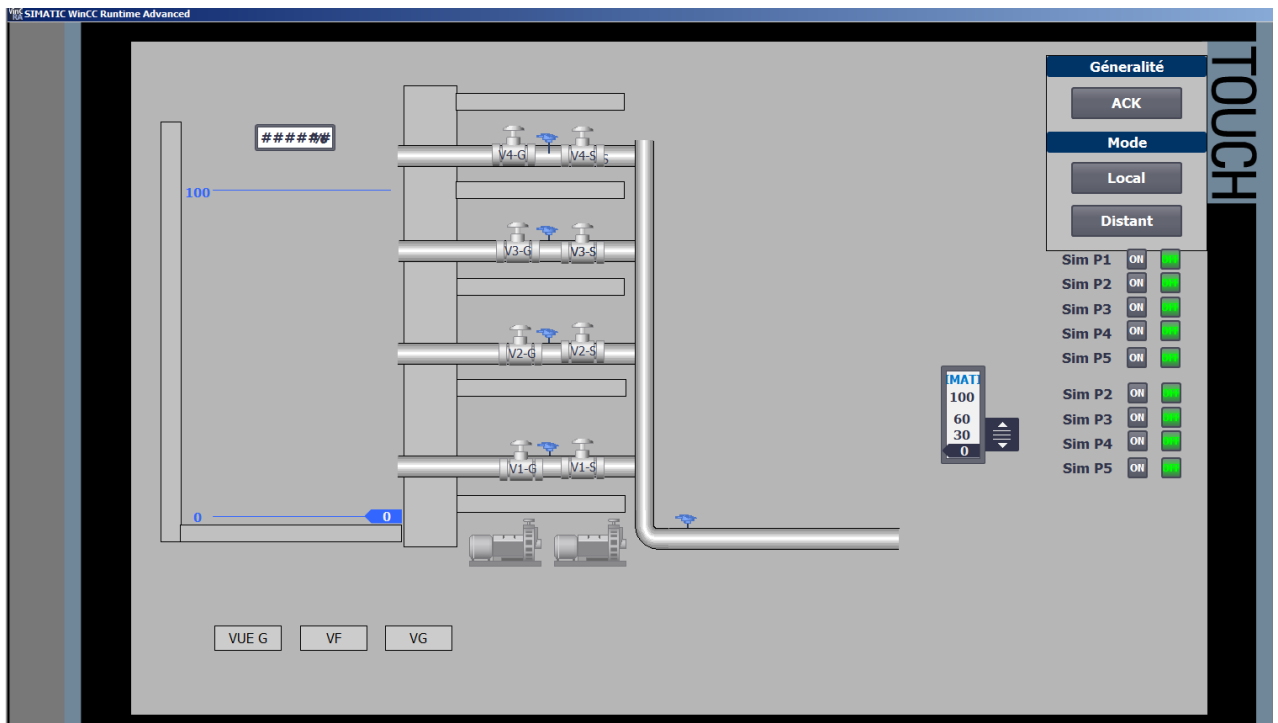 SIMATIC WinCC Runtime Advanced
TOUCH
Géneralité
ACK
Mode
Local
Distant
Sim P1 ON
Sim P2 ON
Sim P3 ON
Sim P4 ON
Sim P5 ON
Sim P2 ON
Sim P3 ON
Sim P4 ON
Sim P5 ON
100
0
0
V4-G V4-S
V3-G V3-S
V2-G V2-S
V1-G V1-S
100
60
30
0
VUE G VF VG